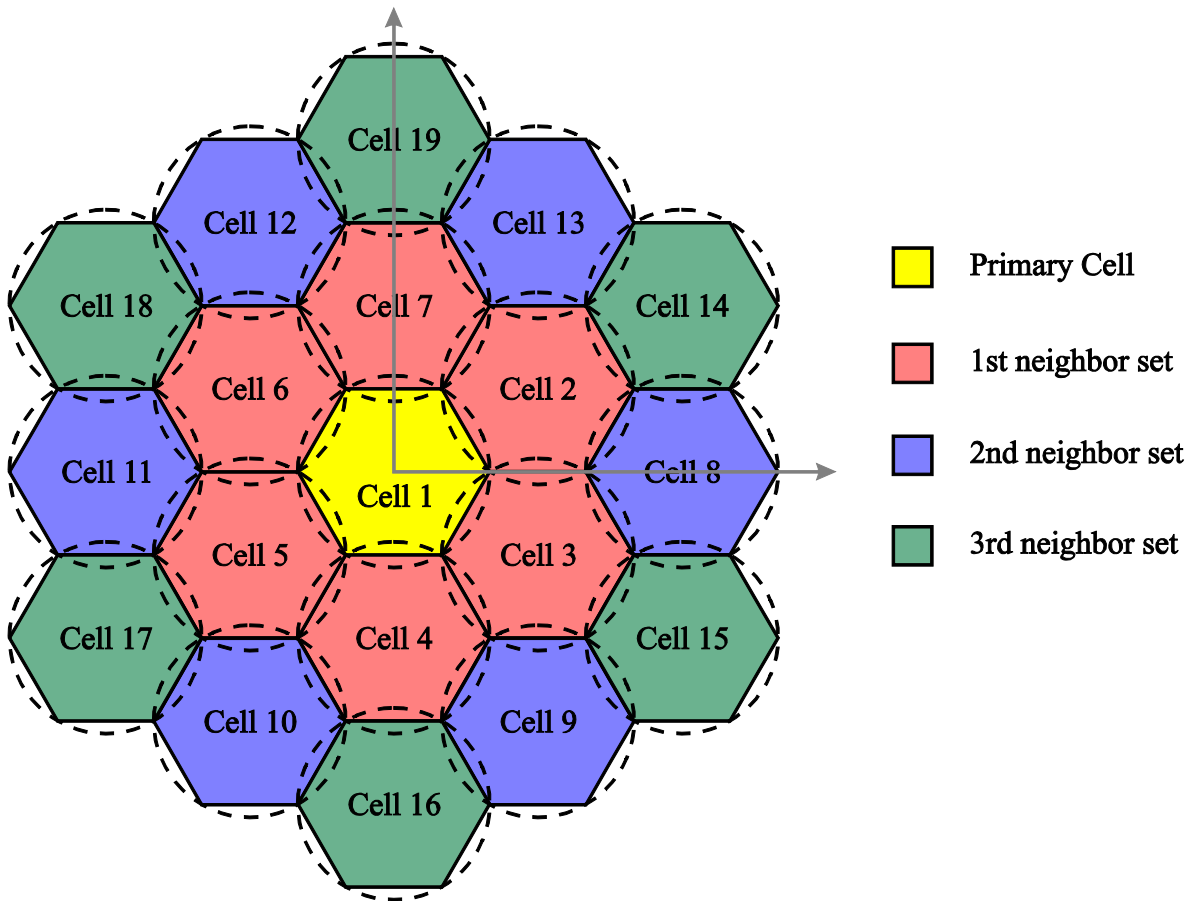 Cell 19
Cell 12
Cell 13
Cell 18
Cell 7
Cell 14
Cell 6
Cell 2
Cell 11
Cell 1
Cell 8
Cell 5
Cell 3
Cell 17
Cell 4
Cell 15
Cell 10
Cell 9
Cell 16
Primary Cell
1st neighbor set
2nd neighbor set
3rd neighbor set